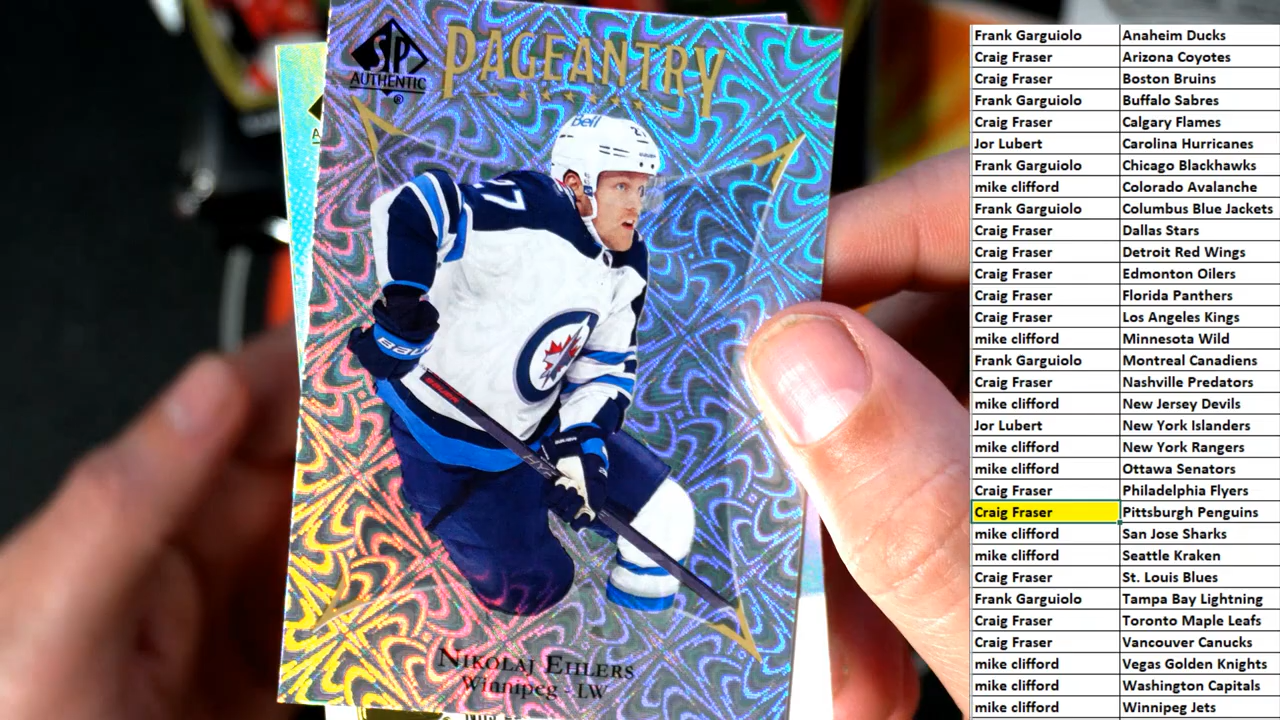 SP
AUTHENTIC
PAGEANTRY
Bell
27
BAUER
NIKOLAJ EHLERS
Winnipeg - LW
Frank Garguiolo Anaheim Ducks
Craig Fraser Arizona Coyotes
Craig Fraser Boston Bruins
Frank Garguiolo Buffalo Sabres
Craig Fraser Calgary Flames
Jor Lubert Carolina Hurricanes
Frank Garguiolo Chicago Blackhawks
mike clifford Colorado Avalanche
Frank Garguiolo Columbus Blue Jackets
Craig Fraser Dallas Stars
Craig Fraser Detroit Red Wings
Craig Fraser Edmonton Oilers
Craig Fraser Florida Panthers
Craig Fraser Los Angeles Kings
mike clifford Minnesota Wild
Frank Garguiolo Montreal Canadiens
Craig Fraser Nashville Predators
mike clifford New Jersey Devils
Jor Lubert New York Islanders
mike clifford New York Rangers
mike clifford Ottawa Senators
Craig Fraser Philadelphia Flyers
Craig Fraser Pittsburgh Penguins
mike clifford San Jose Sharks
mike clifford Seattle Kraken
Craig Fraser St. Louis Blues
Frank Garguiolo Tampa Bay Lightning
Craig Fraser Toronto Maple Leafs
Craig Fraser Vancouver Canucks
mike clifford Vegas Golden Knights
mike clifford Washington Capitals
mike clifford Winnipeg Jets